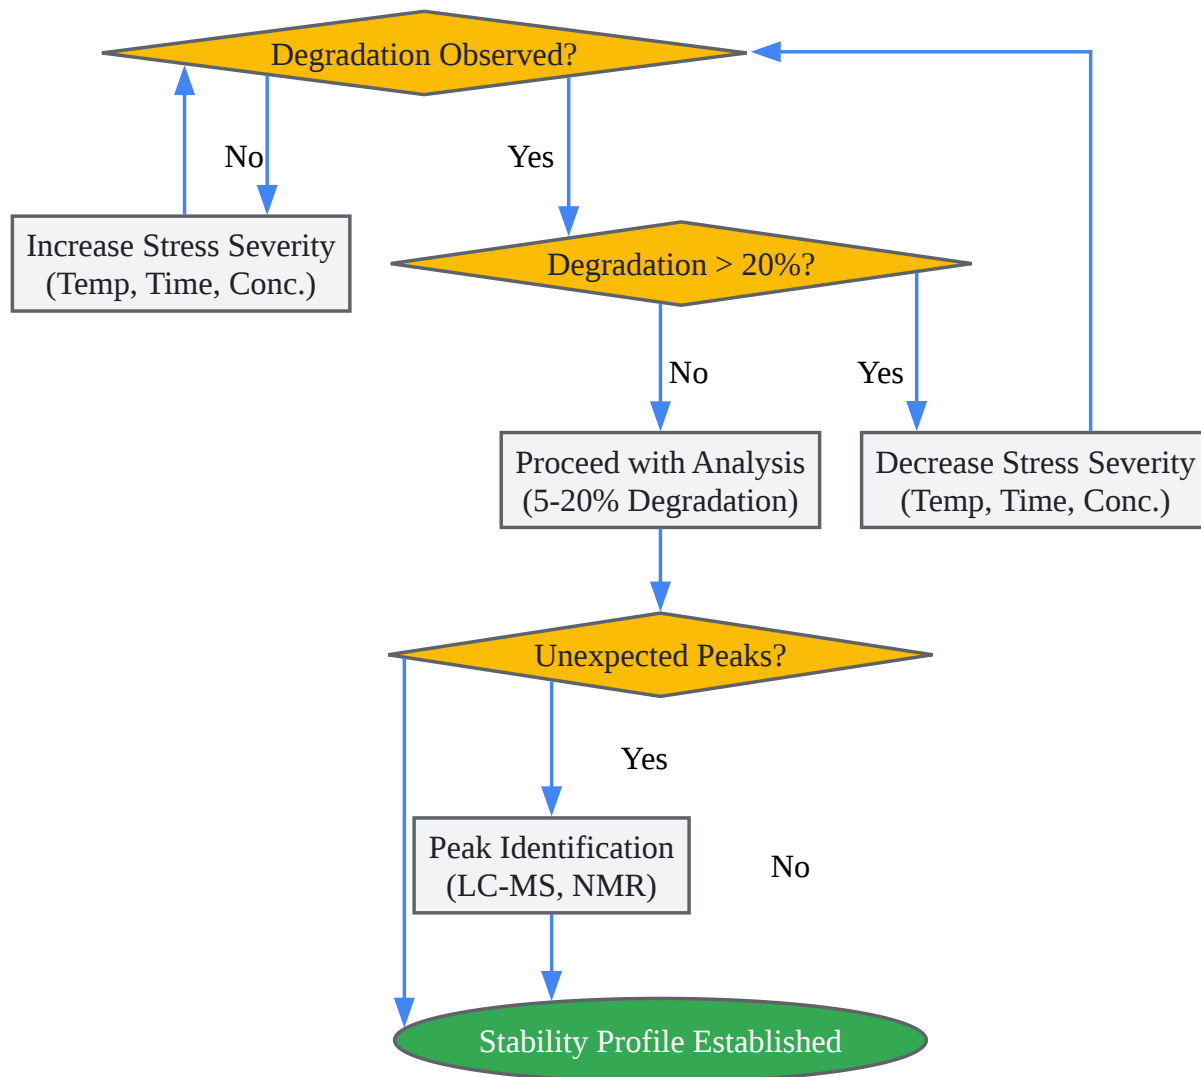 Degradation Observed?
No
Yes
Increase Stress Severity
(Temp, Time, Conc.)
Degradation > 20%?
No
Yes
Proceed with Analysis
(5-20% Degradation)
Decrease Stress Severity
(Temp, Time, Conc.)
Unexpected Peaks?
Yes
Peak Identification
(LC-MS, NMR)
No
Stability Profile Established